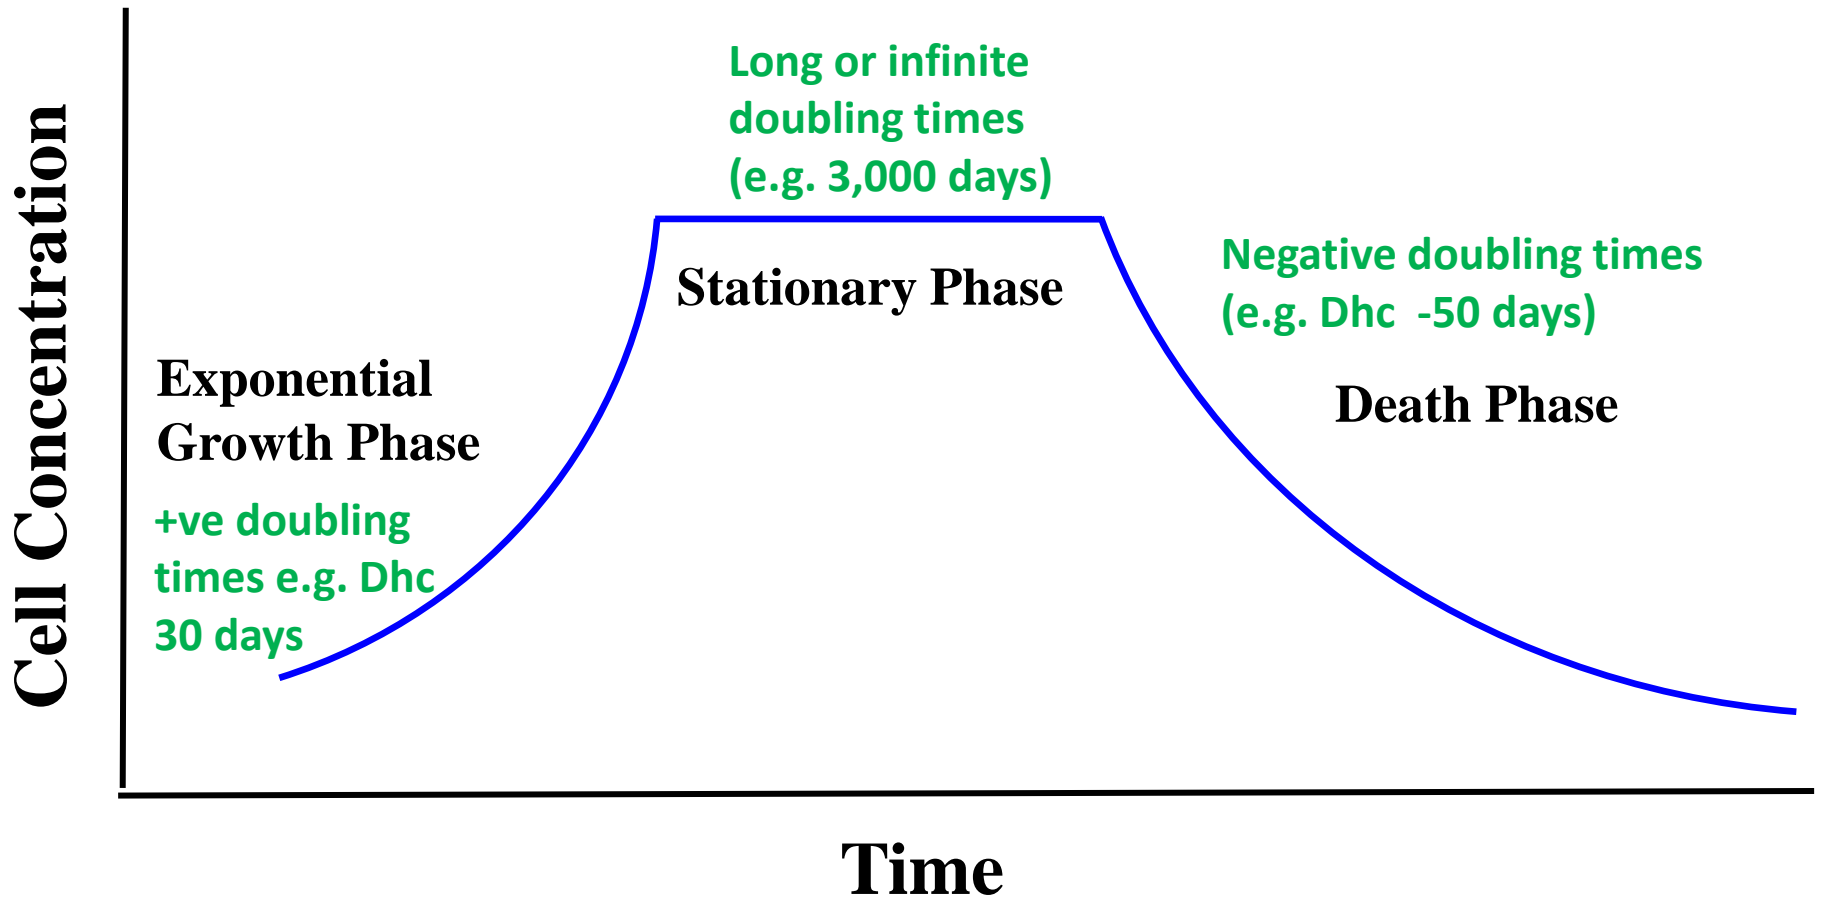 Cell Concentration
Long or infinite
doubling times
(e.g. 3,000 days)
Stationary Phase
Negative doubling times
(e.g. Dhc  -50 days)
Death Phase
Exponential
Growth Phase
+ve doubling
times e.g. Dhc
30 days
Time